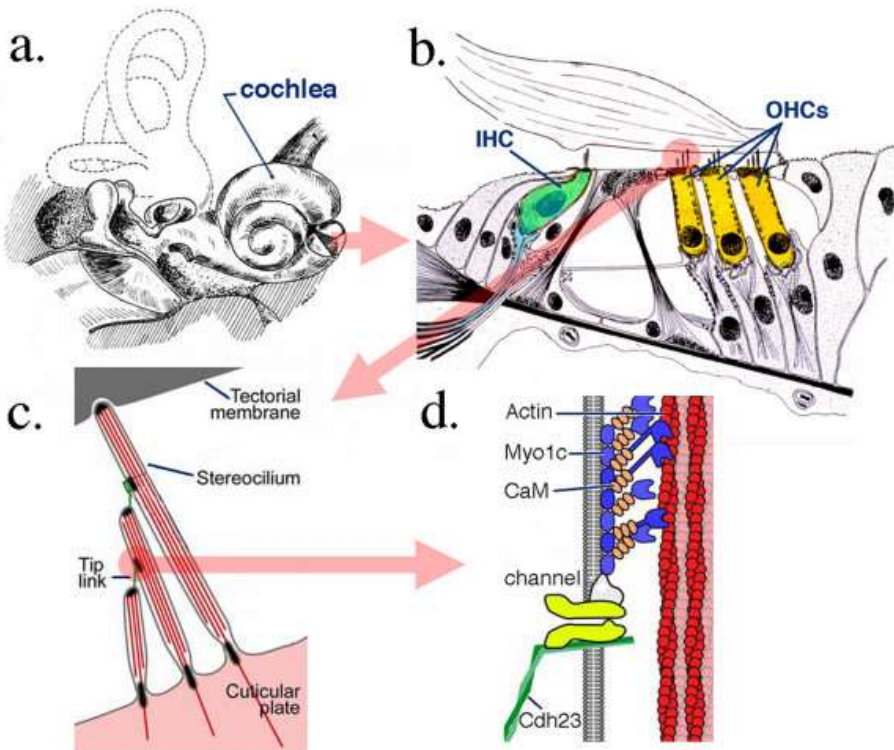 a.
cochlea
b.
OHCs
IHC
c.
Tectorial
membrane
Stereocilium
Tip
link
Cuticular
plate
d.
Actin
Myo1c
CaM
channel
Cdh23